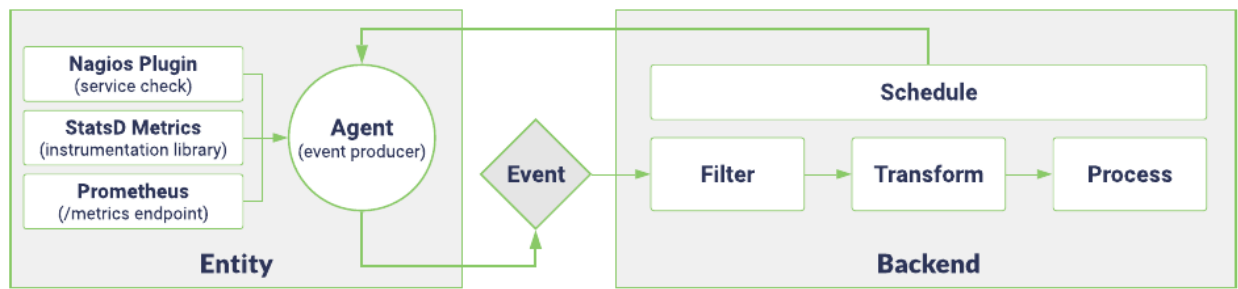 Nagios Plugin
(service check)
StatsD Metrics
(instrumentation library)
Prometheus
(/metrics endpoint)
Agent
(event producer)
Entity
Event
Schedule
Filter
Transform
Process
Backend